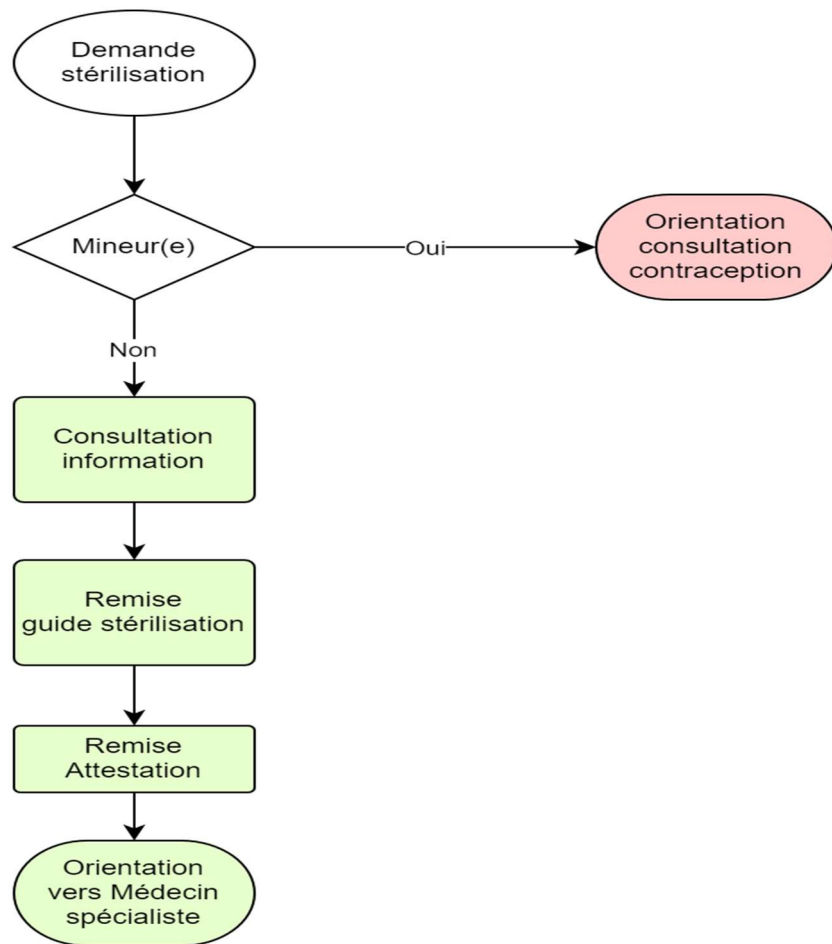 Demande
stérilisation
Mineur(e)
Oui
Orientation
consultation
contraception
Non
Consultation
information
Remise
guide stérilisation
Remise
Attestation
Orientation
vers Médecin
spécialiste